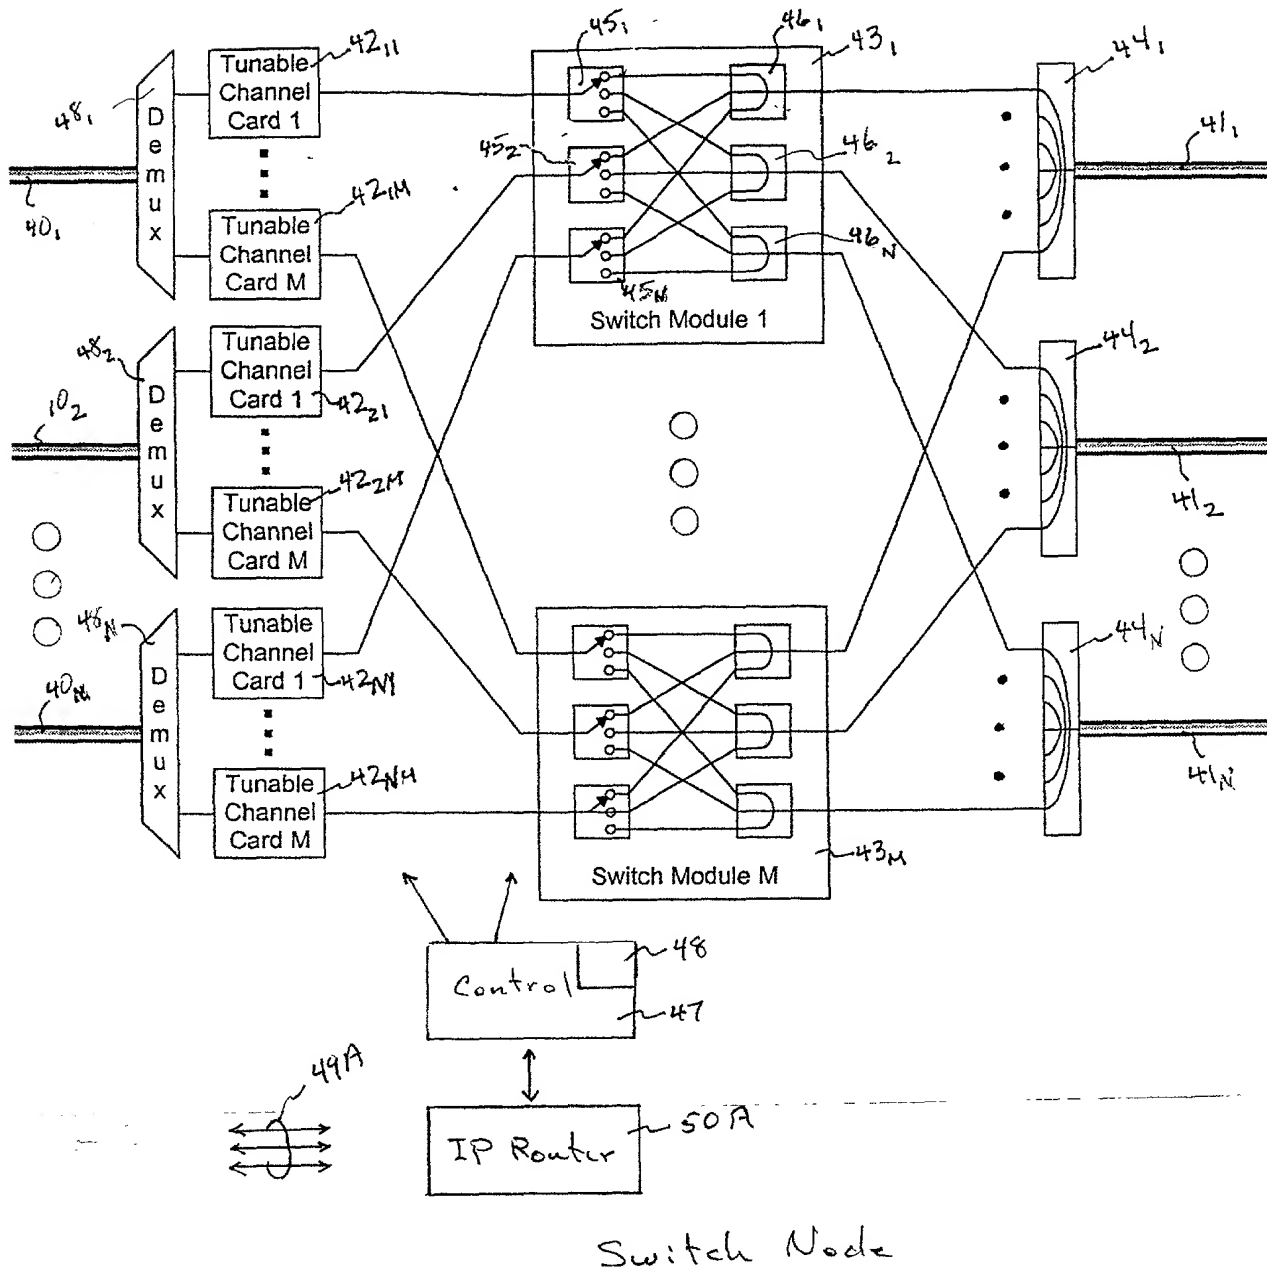 42₁₁
45₁
46₁
43₁
44₁
Tunable
Channel
Card 1
48₁
Demux
41₁
45₂
46₂
40₁
42₁M
Tunable
Channel
Card M
46N
45N
Switch Module 1
48₂
Demux
Tunable
Channel
Card 1
42₂₁
44₂
10₂
42₂M
Tunable
Channel
Card M
41₂
48N
Demux
Tunable
Channel
Card 1
42N1
44N
40N
42NM
Tunable
Channel
Card M
41N
43M
Switch Module M
48
Control
47
49A
50A
IP Router
Switch Node